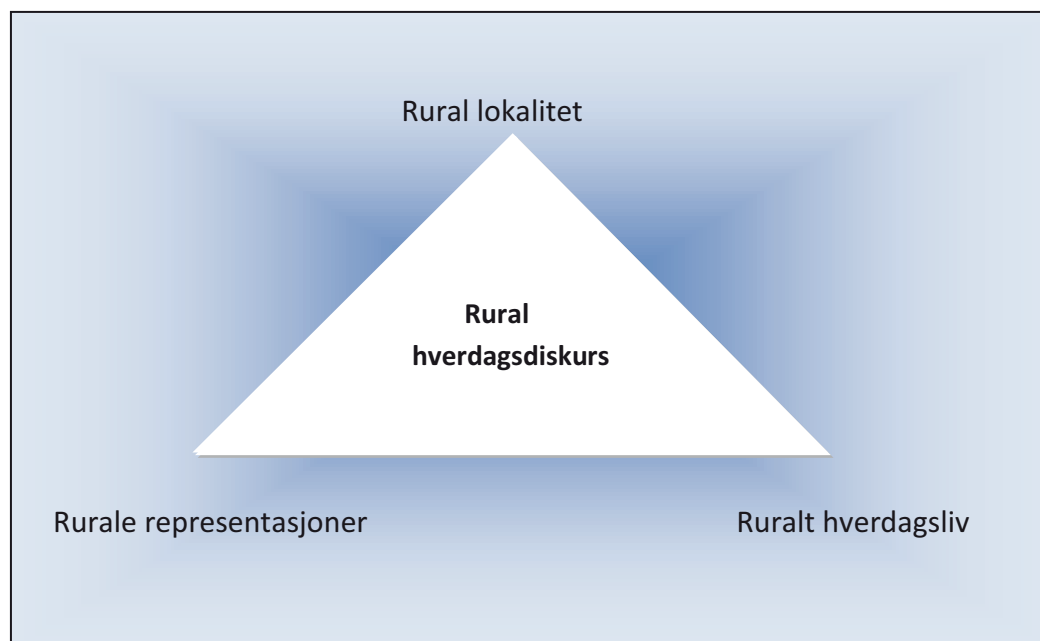 Rural lokalitet
Rural
hverdagsdiskurs
Rurale representasjoner
Ruralt hverdagsliv